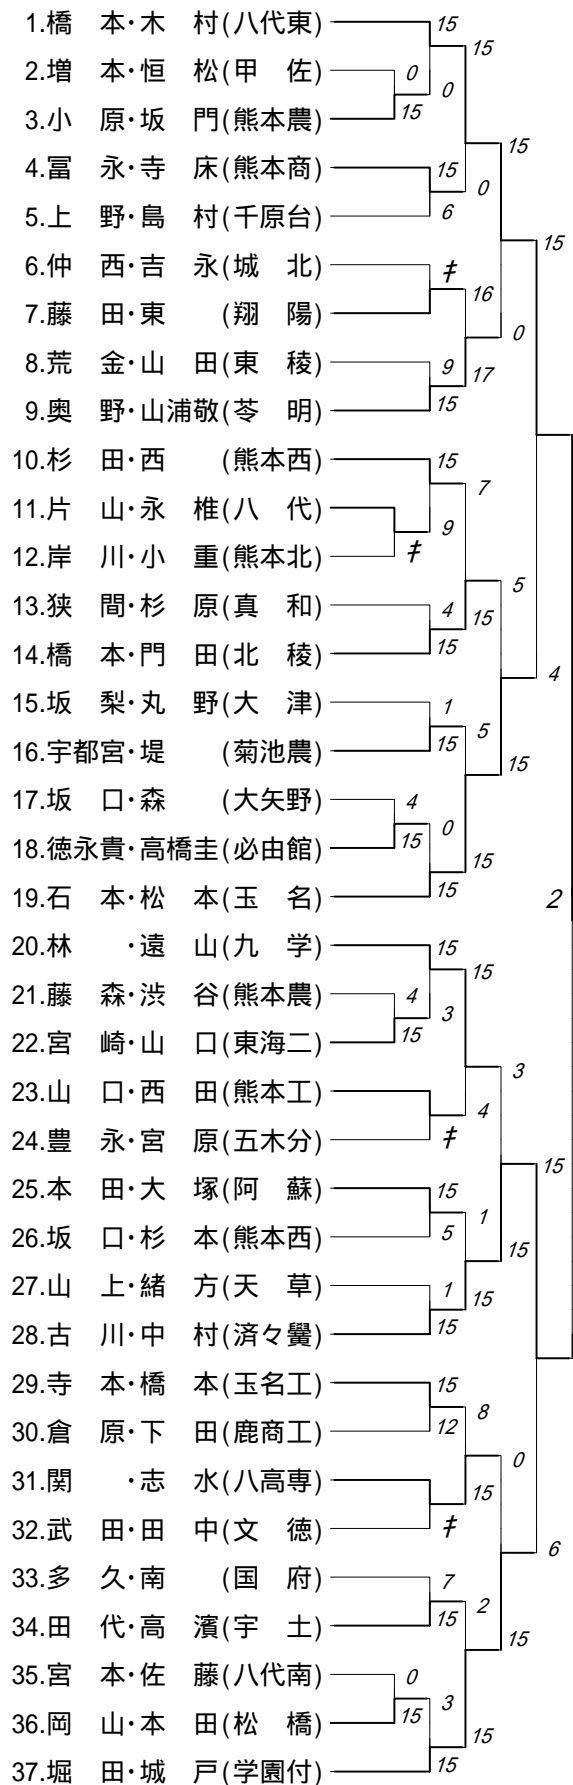 1.橋　本・木　村(八代東)
15
15
2.増　本・恒　松(甲　佐)
0
0
3.小　原・坂　門(熊本農)
15
15
4.冨　永・寺　床(熊本商)
15
0
5.上　野・島　村(千原台)
6
15
6.仲　西・吉　永(城　北)
キ
16
7.藤　田・東　　(翔　陽)
0
8.荒　金・山　田(東　稜)
9
17
9.奥　野・山浦敬(苓　明)
15
10.杉　田・西　　(熊本西)
15
7
11.片　山・永　椎(八　代)
9
12.岸　川・小　重(熊本北)
キ
5
13.狭　間・杉　原(真　和)
4
15
14.橋　本・門　田(北　稜)
15
4
15.坂　梨・丸　野(大　津)
1
5
16.宇都宮・堤　　(菊池農)
15
15
17.坂　口・森　　(大矢野)
4
0
18.徳永貴・高橋圭(必由館)
15
15
19.石　本・松　本(玉　名)
15
2
20.林　　・遠　山(九　学)
15
15
21.藤　森・渋　谷(熊本農)
4
3
22.宮　崎・山　口(東海二)
15
3
23.山　口・西　田(熊本工)
4
24.豊　永・宮　原(五木分)
キ
15
25.本　田・大　塚(阿　蘇)
15
1
26.坂　口・杉　本(熊本西)
5
15
27.山　上・緒　方(天　草)
1
15
28.古　川・中　村(済々黌)
15
29.寺　本・橋　本(玉名工)
15
8
30.倉　原・下　田(鹿商工)
12
0
31.関　　・志　水(八高専)
15
32.武　田・田　中(文　徳)
キ
6
33.多　久・南　　(国　府)
7
2
34.田　代・高　濱(宇　土)
15
15
35.宮　本・佐　藤(八代南)
0
3
36.岡　山・本　田(松　橋)
15
15
37.堀　田・城　戸(学園付)
15